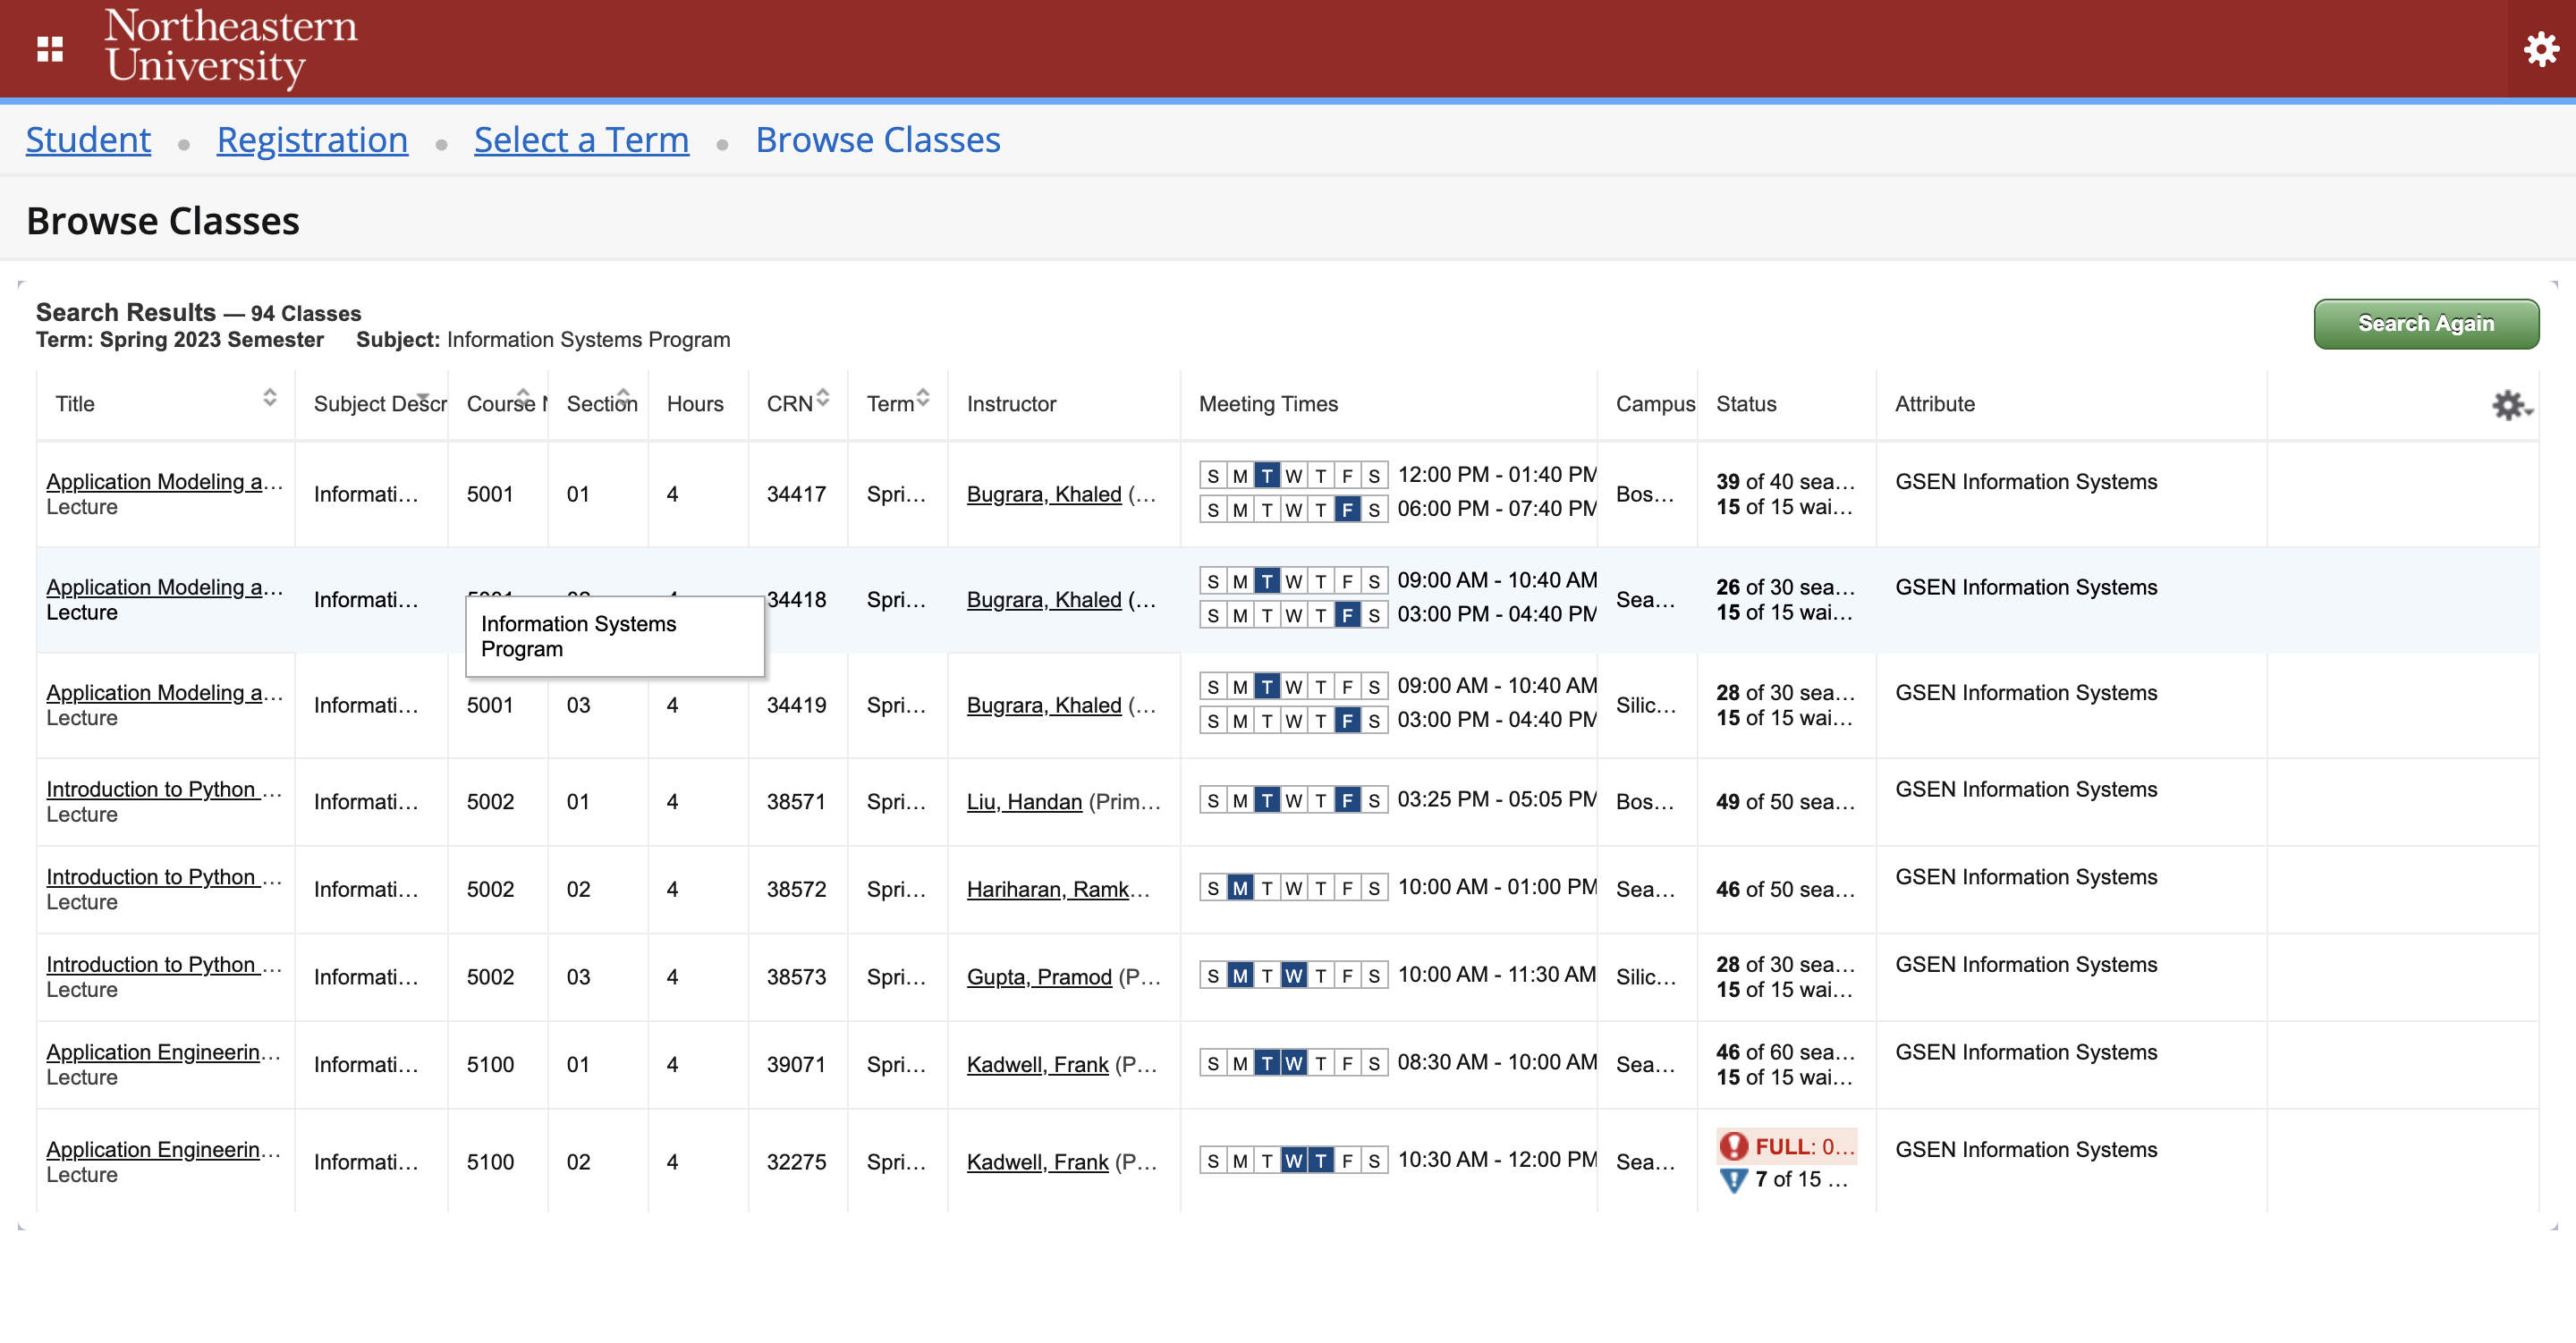 Northeastern
University
Student • Registration • Select a Term • Browse Classes
Browse Classes
Search Results — 94 Classes
Term: Spring 2023 Semester Subject: Information Systems Program
Search Again
Title Subject Descr Course N Section Hours CRN Term Instructor Meeting Times Campus Status Attribute
Application Modeling a...
Lecture
Informati... 5001 01 4 34417 Spri... Bugrara, Khaled (...
S M T W T F S 12:00 PM - 01:40 PM
S M T W T F S 06:00 PM - 07:40 PM
Bos...
39 of 40 sea...
15 of 15 wai...
GSEN Information Systems
Application Modeling a...
Lecture
Informati... 34418 Spri... Bugrara, Khaled (...
S M T W T F S 09:00 AM - 10:40 AM
S M T W T F S 03:00 PM - 04:40 PM
Sea...
26 of 30 sea...
15 of 15 wai...
GSEN Information Systems
Information Systems
Program
Application Modeling a...
Lecture
Informati... 5001 03 4 34419 Spri... Bugrara, Khaled (...
S M T W T F S 09:00 AM - 10:40 AM
S M T W T F S 03:00 PM - 04:40 PM
Silic...
28 of 30 sea...
15 of 15 wai...
GSEN Information Systems
Introduction to Python ...
Lecture
Informati... 5002 01 4 38571 Spri... Liu, Handan (Prim...
S M T W T F S 03:25 PM - 05:05 PM
Bos...
49 of 50 sea...
GSEN Information Systems
Introduction to Python ...
Lecture
Informati... 5002 02 4 38572 Spri... Hariharan, Ramk...
S M T W T F S 10:00 AM - 01:00 PM
Sea...
46 of 50 sea...
GSEN Information Systems
Introduction to Python ...
Lecture
Informati... 5002 03 4 38573 Spri... Gupta, Pramod (P...
S M T W T F S 10:00 AM - 11:30 AM
Silic...
28 of 30 sea...
15 of 15 wai...
GSEN Information Systems
Application Engineerin...
Lecture
Informati... 5100 01 4 39071 Spri... Kadwell, Frank (P...
S M T W T F S 08:30 AM - 10:00 AM
Sea...
46 of 60 sea...
15 of 15 wai...
GSEN Information Systems
Application Engineerin...
Lecture
Informati... 5100 02 4 32275 Spri... Kadwell, Frank (P...
S M T W T F S 10:30 AM - 12:00 PM
Sea...
FULL: 0...
7 of 15 ...
GSEN Information Systems